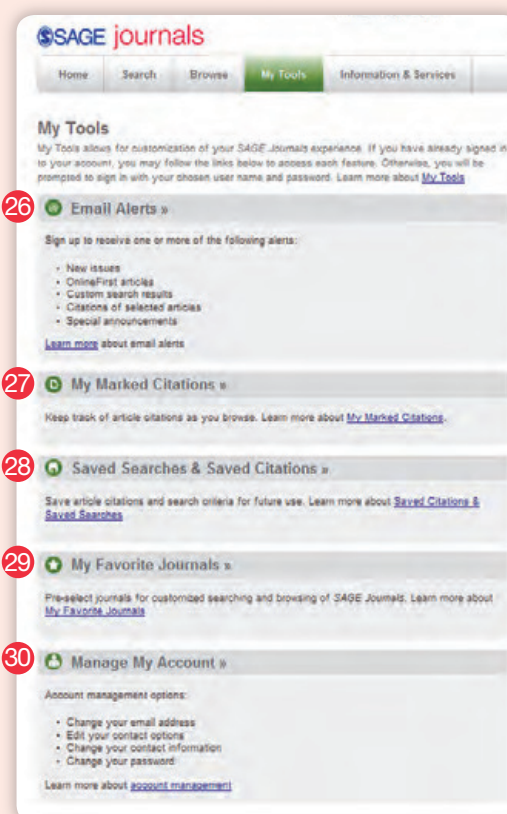 SAGE journals
Home Search Browse My Tools Information & Services
My Tools
My Tools allows for customization of your SAGE Journals experience. If you have already signed in
to your account, you may follow the links below to access each feature. Otherwise, you will be
prompted to sign in with your chosen user name and password. Learn more about My Tools
26 Email Alerts »
Sign up to receive one or more of the following alerts:
• New issues
• OnlineFirst articles
• Custom search results
• Citations of selected articles
• Special announcements
Learn more about email alerts
27 My Marked Citations »
Keep track of article citations as you browse. Learn more about My Marked Citations.
28 Saved Searches & Saved Citations »
Save article citations and search criteria for future use. Learn more about Saved Citations &
Saved Searches
29 My Favorite Journals »
Pre-select journals for customized searching and browsing of SAGE Journals. Learn more about
My Favorite Journals
30 Manage My Account »
Account management options:
• Change your email address
• Edit your contact options
• Change your contact information
• Change your password
Learn more about account management